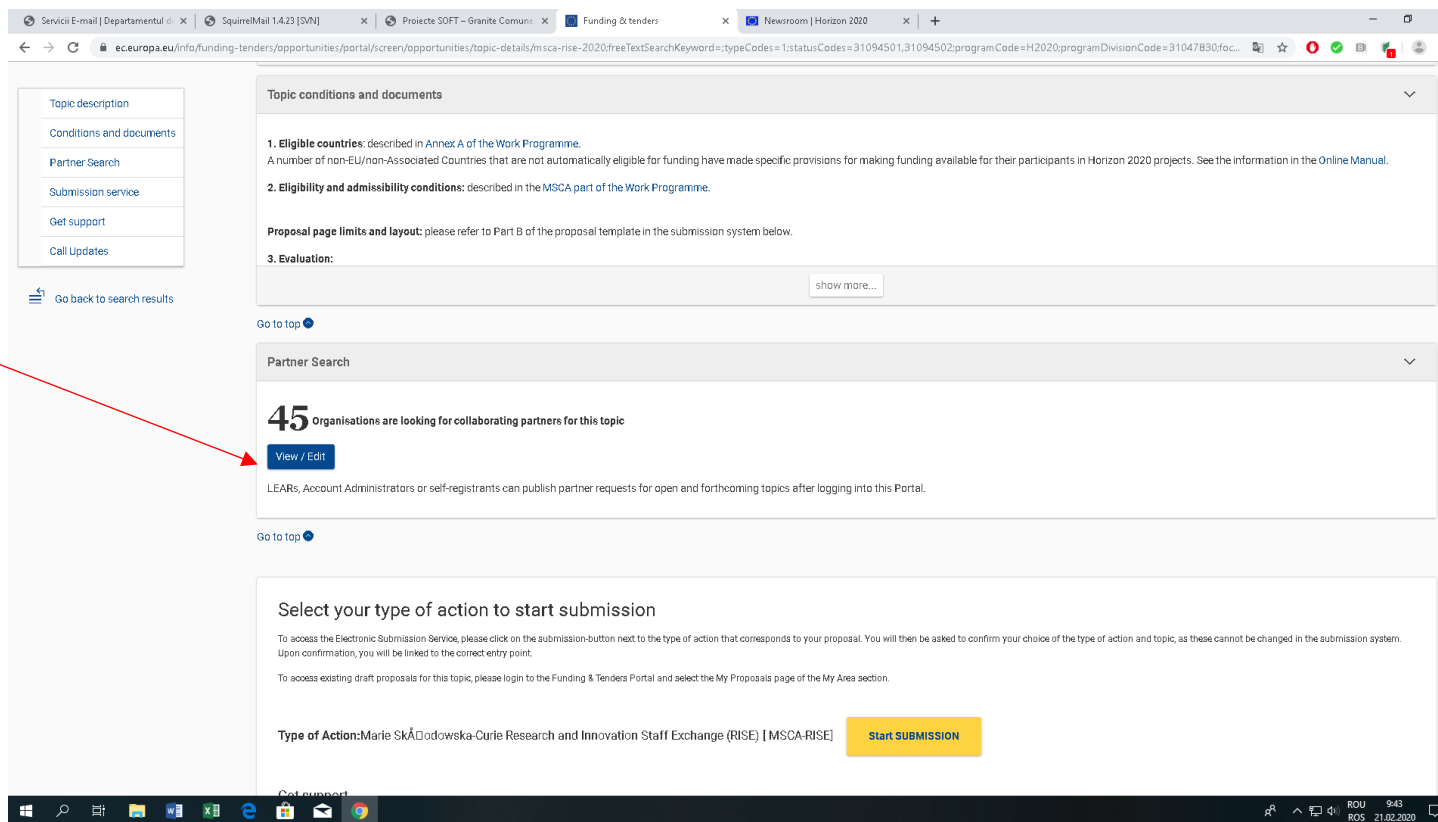 Servicii E-mail | Departamentul d
SquirrelMail 1.4.23 [SVN]
Proiecte SOFT – Granite Comune
Funding & tenders
Newsroom | Horizon 2020
ec.europa.eu/info/funding-tenders/opportunities/portal/screen/opportunities/topic-details/msca-rise-2020;freeTextSearchKeyword=;typeCodes=1;statusCodes=31094501,31094502;programCode=H2020;programDivisionCode=31047830;foc...
Topic description
Conditions and documents
Partner Search
Submission service
Get support
Call Updates
Go back to search results
Topic conditions and documents
1. Eligible countries: described in Annex A of the Work Programme.
A number of non-EU/non-Associated Countries that are not automatically eligible for funding have made specific provisions for making funding available for their participants in Horizon 2020 projects. See the information in the Online Manual.
2. Eligibility and admissibility conditions: described in the MSCA part of the Work Programme.
Proposal page limits and layout: please refer to Part B of the proposal template in the submission system below.
3. Evaluation:
show more...
Go to top
Partner Search
45 Organisations are looking for collaborating partners for this topic
View / Edit
LEARs, Account Administrators or self-registrants can publish partner requests for open and forthcoming topics after logging into this Portal.
Go to top
Select your type of action to start submission
To access the Electronic Submission Service, please click on the submission-button next to the type of action that corresponds to your proposal. You will then be asked to confirm your choice of the type of action and topic, as these cannot be changed in the submission system.
Upon confirmation, you will be linked to the correct entry point.
To access existing draft proposals for this topic, please login to the Funding & Tenders Portal and select the My Proposals page of the My Area section.
Type of Action:Marie SkÅ□odowska-Curie Research and Innovation Staff Exchange (RISE) [ MSCA-RISE]
Start SUBMISSION
Get support
ROU 9:43
ROS 21.02.2020